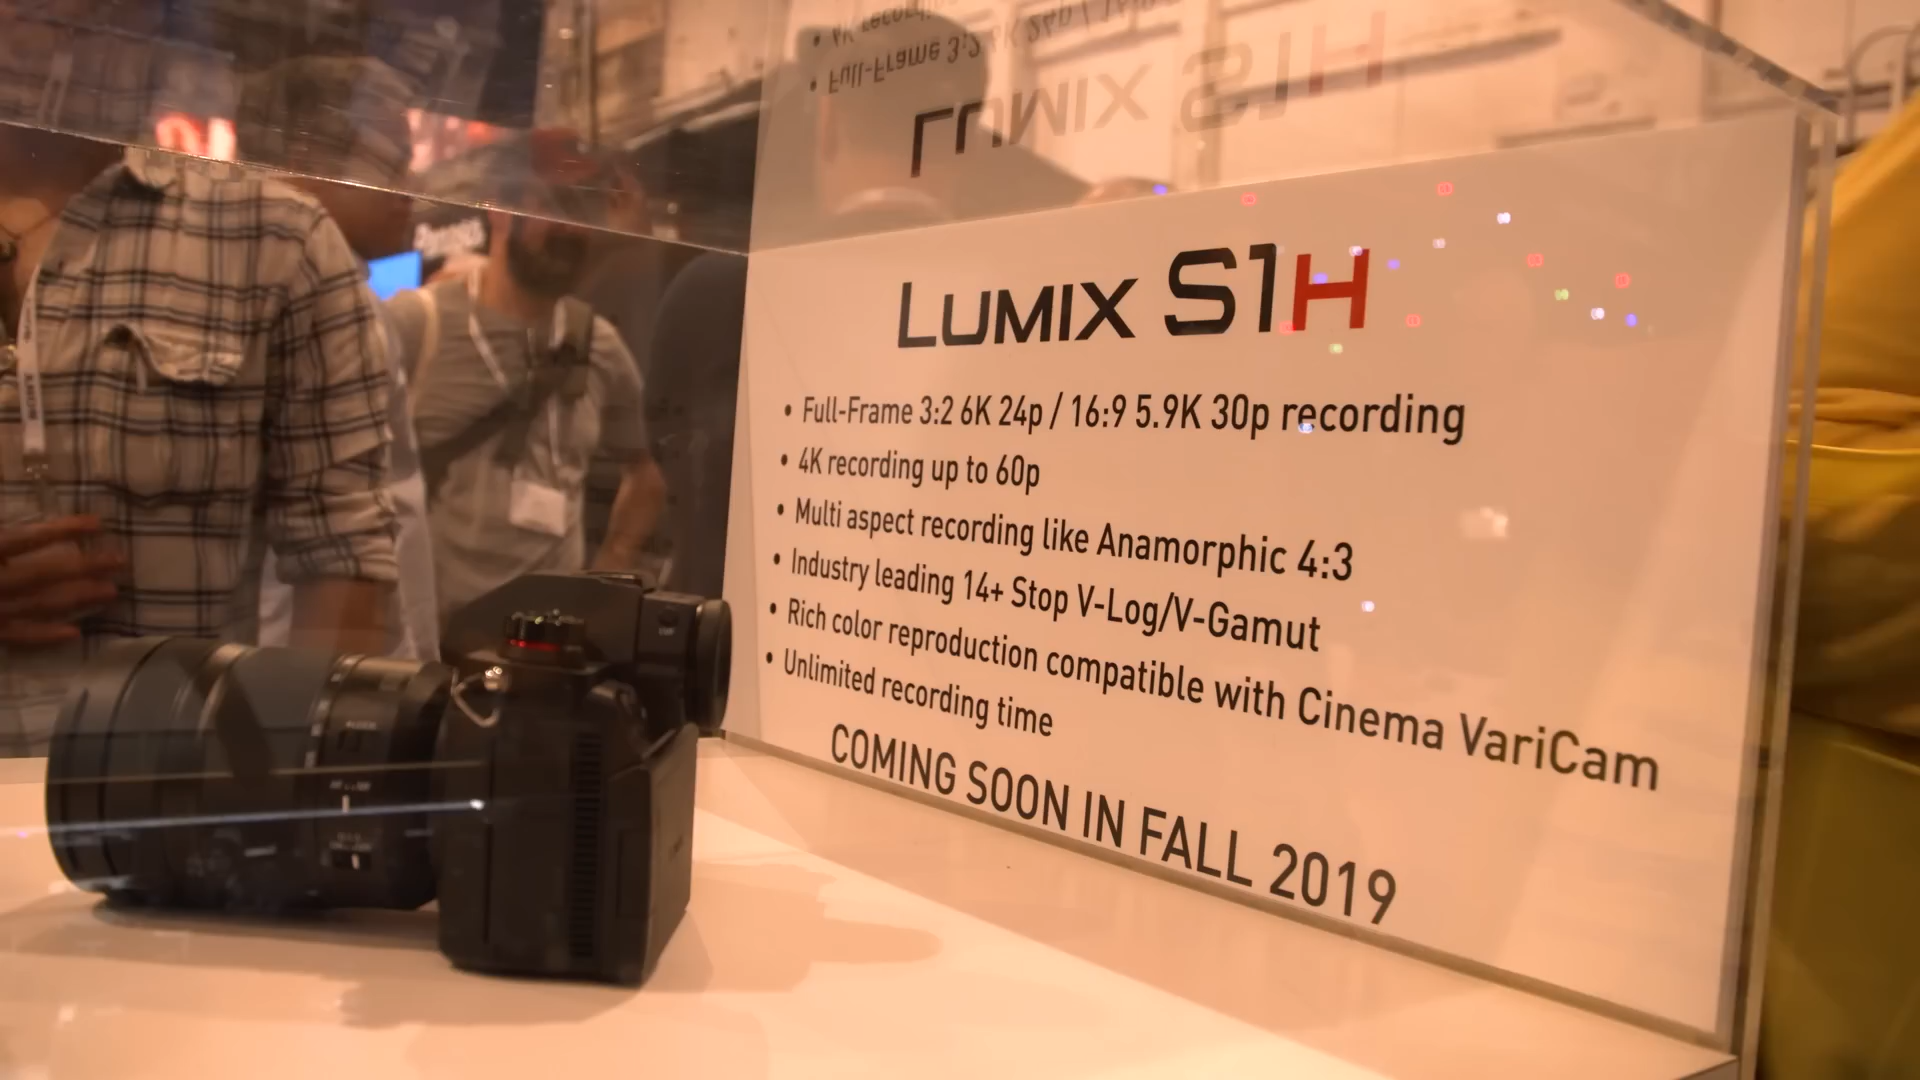 LUMIX S1H
• Full-Frame 3:2 6K 24p / 16:9 5.9K 30p recording
• 4K recording up to 60p
• Multi aspect recording like Anamorphic 4:3
• Industry leading 14+ Stop V-Log/V-Gamut
• Rich color reproduction compatible with Cinema VariCam
• Unlimited recording time
COMING SOON IN FALL 2019